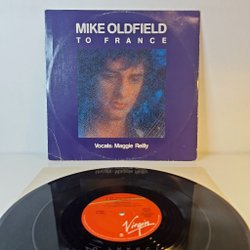 MIKE OLDFIELD
TO FRANCE
Vocals: Maggie Reilly
Virgin